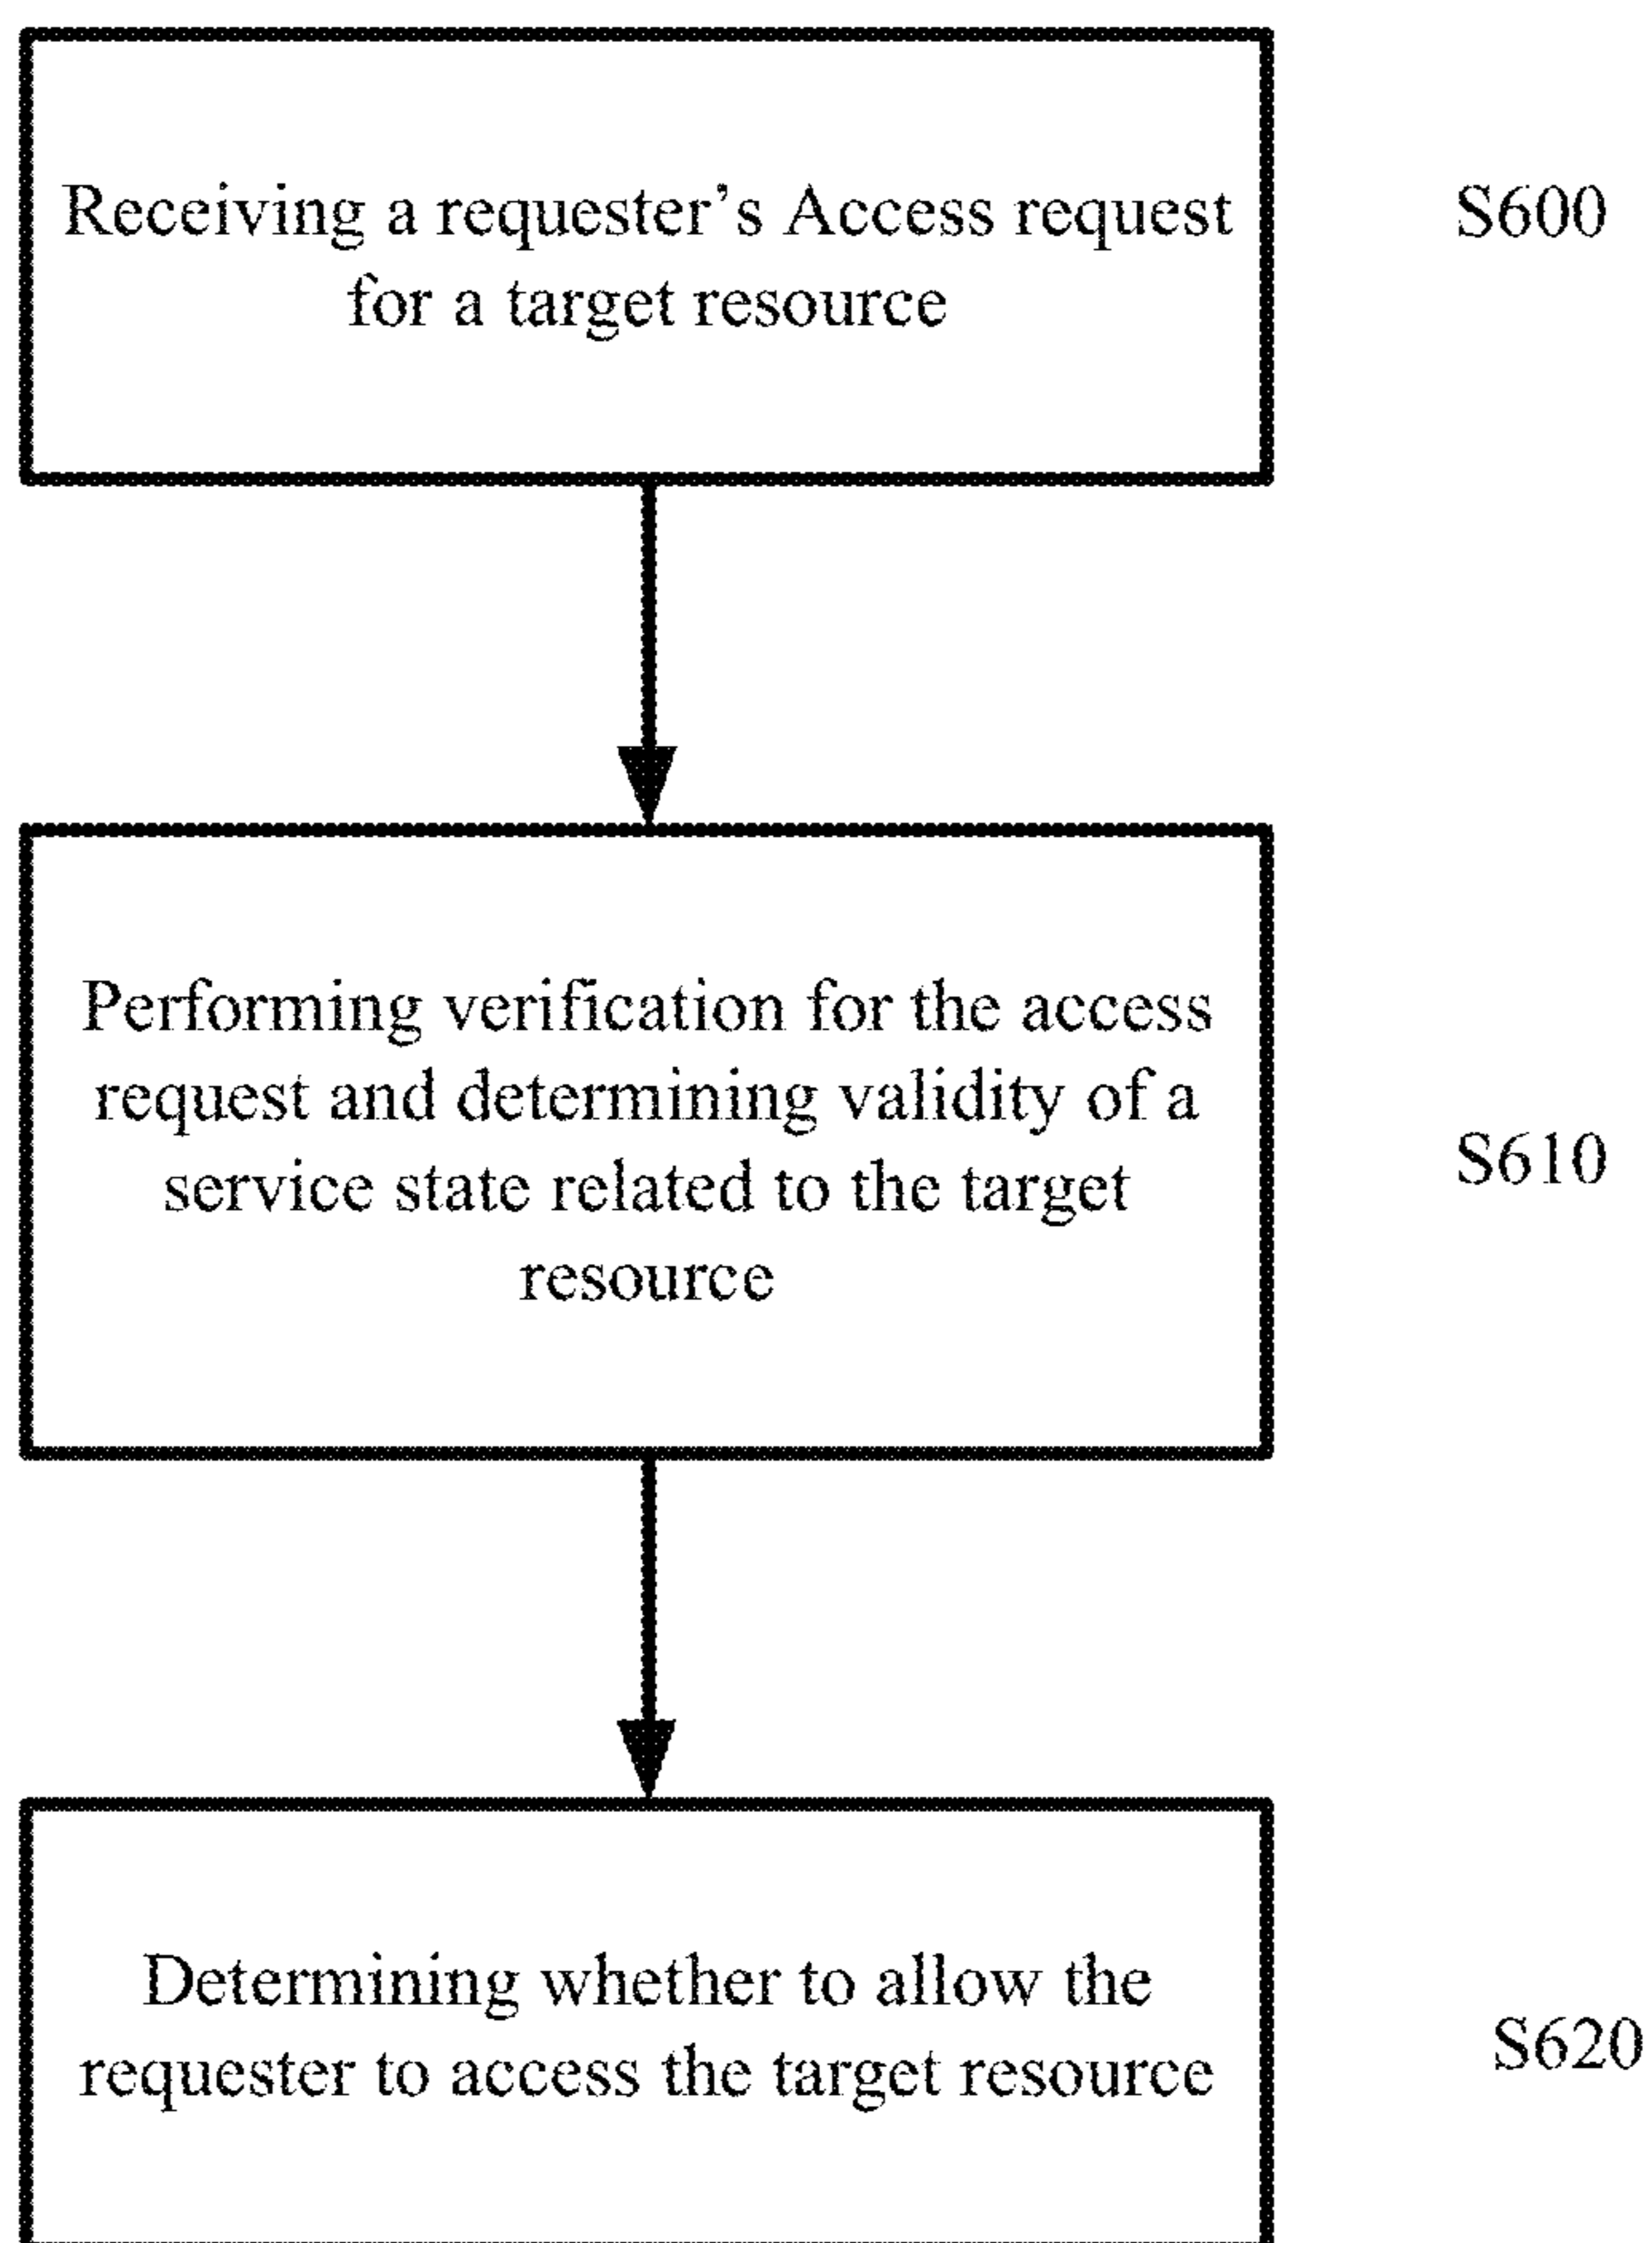 Receiving a requester's Access request
for a target resource
S600
Performing verification for the access
request and determining validity of a
service state related to the target
resource
S610
Determining whether to allow the
requester to access the target resource
S620